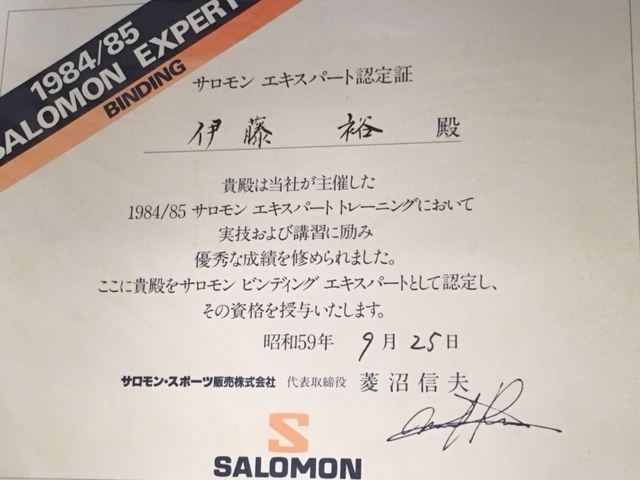 1984/85
SALOMON EXPERT
BINDING
サロモン エキスパート認定証
伊藤 裕 殿
貴殿は当社が主催した
1984/85 サロモン エキスパート トレーニングにおいて
実技および講習に励み
優秀な成績を修められました。
ここに貴殿をサロモン ビンディング エキスパートとして認定し、
その資格を授与いたします。
昭和59年 9月25日
サロモン・スポーツ販売株式会社 代表取締役 菱沼信夫
S
SALOMON